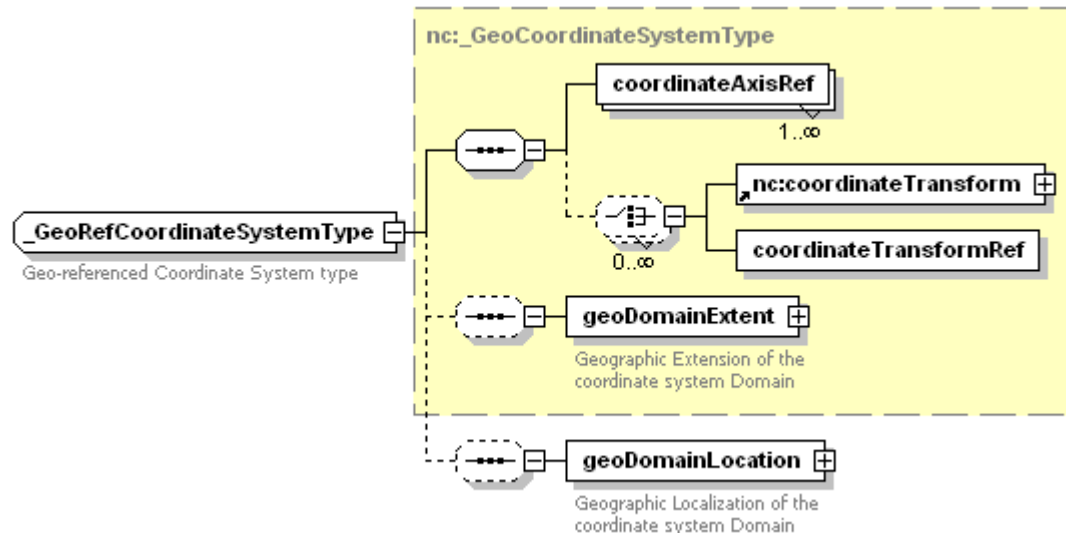 nc:_GeoCoordinateSystemType
coordinateAxisRef
1..∞
nc:coordinateTransform
_GeoRefCoordinateSystemType
Geo-referenced Coordinate System type
0..∞
coordinateTransformRef
geoDomainExtent
Geographic Extension of the
coordinate system Domain
geoDomainLocation
Geographic Localization of the
coordinate system Domain